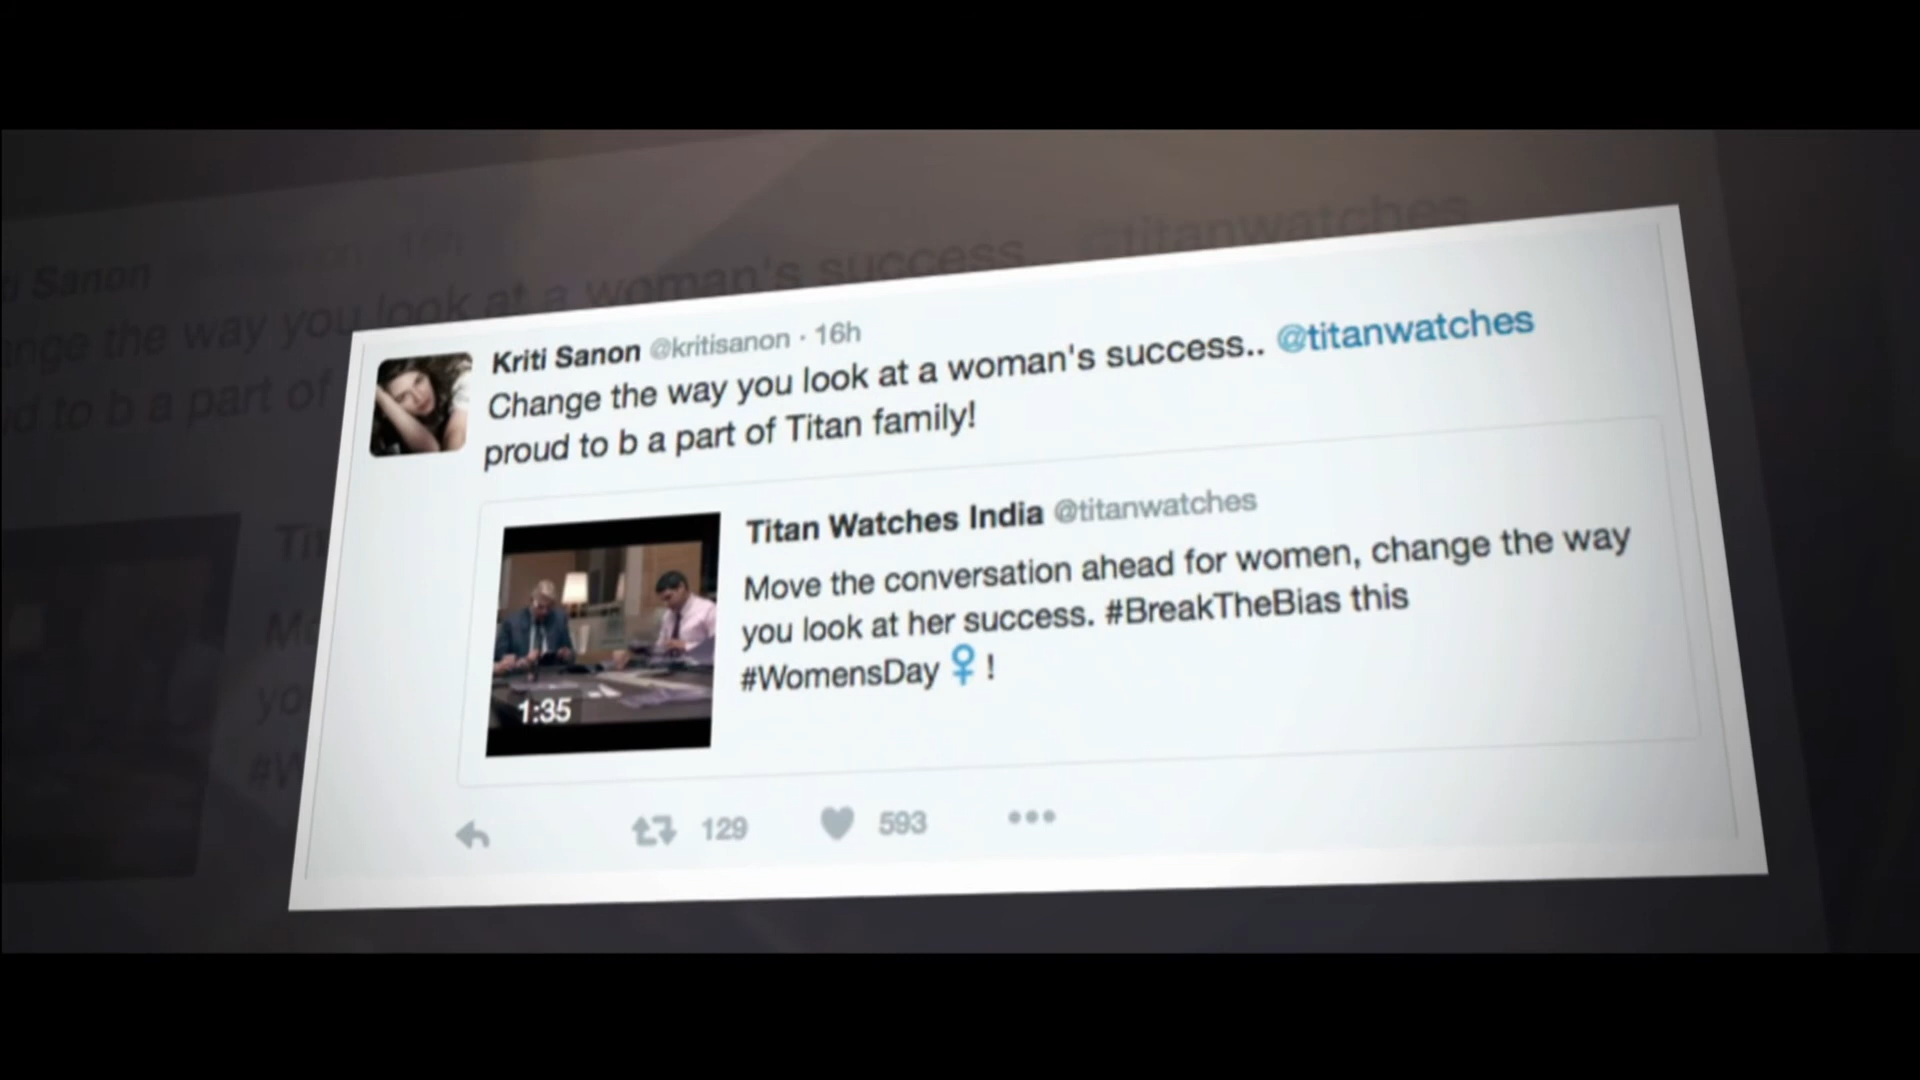 Kriti Sanon @kritisanon · 16h
Change the way you look at a woman's success.. @titanwatches
proud to b a part of Titan family!
Titan Watches India @titanwatches
Move the conversation ahead for women, change the way
you look at her success. #BreakTheBias this
#WomensDay ♀ !
1:35
129 593